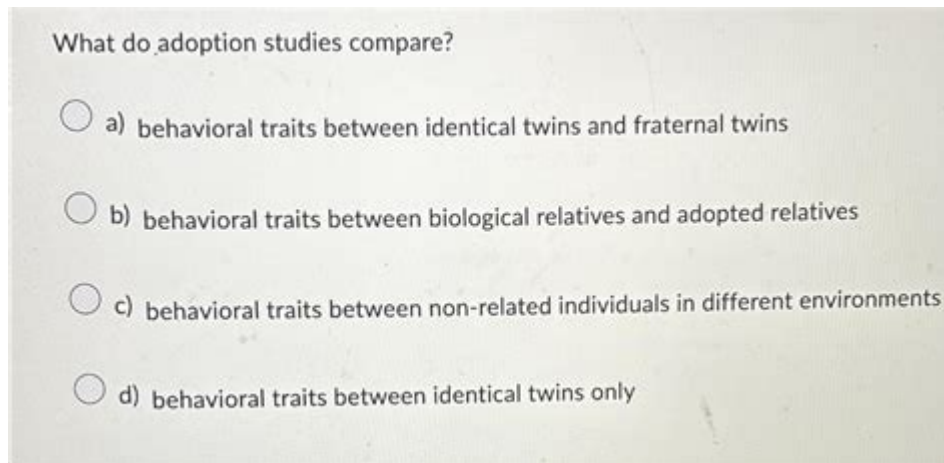 What do adoption studies compare?
a) behavioral traits between identical twins and fraternal twins
b) behavioral traits between biological relatives and adopted relatives
c) behavioral traits between non-related individuals in different environments
d) behavioral traits between identical twins only